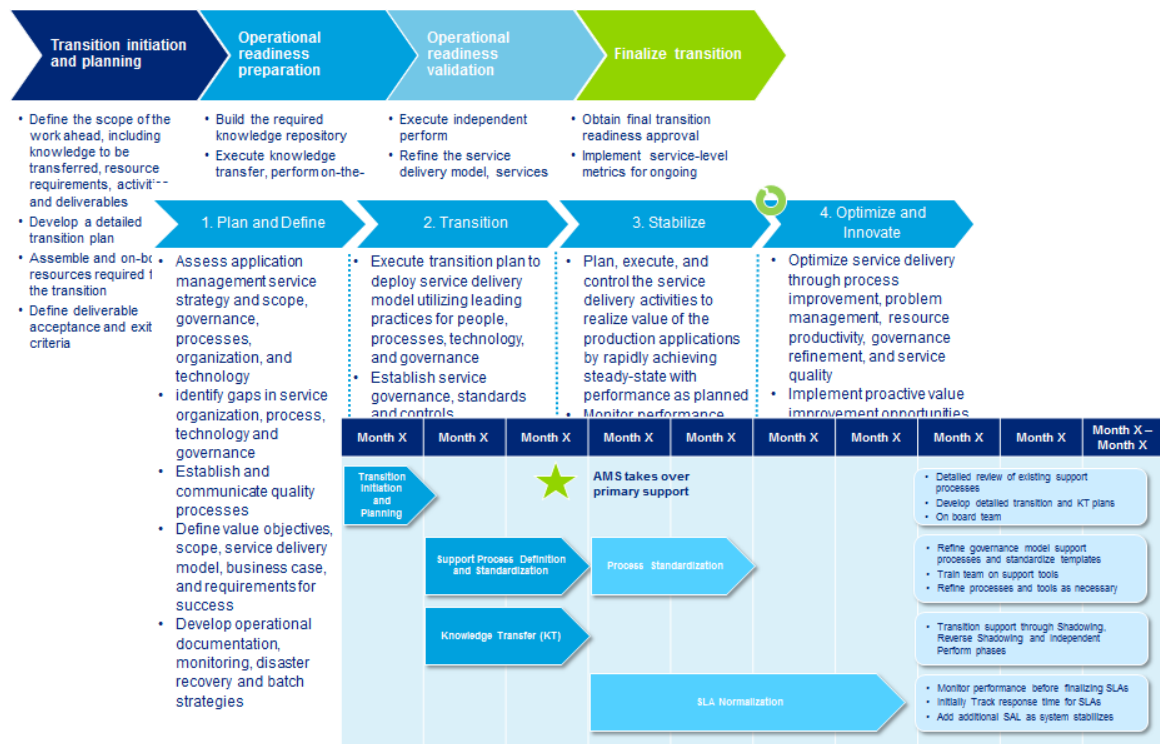 Transition initiation
and planning
Operational
readiness
preparation
Operational
readiness
validation
Finalize transition
• Define the scope of the
work ahead, including
knowledge to be
transferred, resource
requirements, activitie
and deliverables
• Develop a detailed
transition plan
• Assemble and on-bo
resources required f
the transition
• Define deliverable
acceptance and exit
criteria
• Build the required
knowledge repository
• Execute knowledge
transfer, perform on-the-
• Execute independent
perform
• Refine the service
delivery model, services
• Obtain final transition
readiness approval
• Implement service-level
metrics for ongoing
1. Plan and Define
2. Transition
3. Stabilize
4. Optimize and
Innovate
• Assess application
management service
strategy and scope,
governance,
processes,
organization, and
technology
• identify gaps in service
organization, process,
technology and
governance
• Establish and
communicate quality
processes
• Define value objectives,
scope, service delivery
model, business case,
and requirements for
success
• Develop operational
documentation,
monitoring, disaster
recovery and batch
strategies
• Execute transition plan to
deploy service delivery
model utilizing leading
practices for people,
processes, technology,
and governance
• Establish service
governance, standards
and controls
• Plan, execute, and
control the service
delivery activities to
realize value of the
production applications
by rapidly achieving
steady-state with
performance as planned
• Monitor performance
• Optimize service delivery
through process
improvement, problem
management, resource
productivity, governance
refinement, and service
quality
• Implement proactive value
improvement opportunities
Month X
Month X
Month X
Month X
Month X
Month X
Month X
Month X
Month X
Month X –
Month X
Transition
Initiation
and
Planning
AMS takes over
primary support
• Detailed review of existing support
processes
• Develop detailed transition and KT plans
• On board team
Support Process Definition
and Standardization
Process Standardization
• Refine governance model support
processes and standardize templates
• Train team on support tools
• Refine processes and tools as necessary
Knowledge Transfer (KT)
• Transition support through Shadowing,
Reverse Shadowing and Independent
Perform phases
SLA Normalization
• Monitor performance before finalizing SLAs
• Initially Track response time for SLAs
• Add additional SAL as system stabilizes